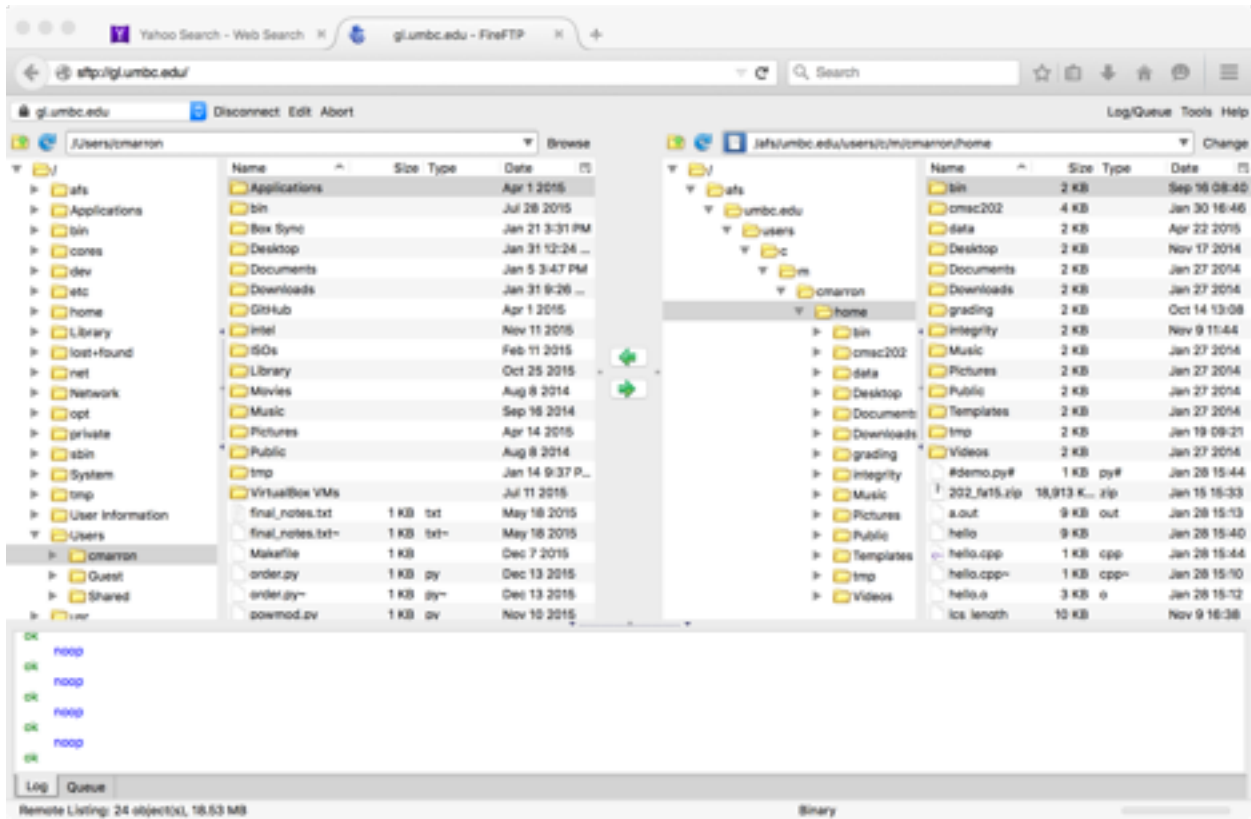 Yahoo Search - Web Search gl.umbc.edu - FireFTP
sftp://gl.umbc.edu/ Search
gl.umbc.edu Disconnect Edit Abort Log/Queue Tools Help
/Users/cmarron Browse /afs/umbc.edu/users/c/m/cmarron/home Change
/
afs
Applications
bin
cores
dev
etc
home
Library
lost+found
net
Network
opt
private
sbin
System
tmp
User Information
Users
cmarron
Guest
Shared
usr
Name Size Type Date
Applications Apr 1 2015
bin Jul 28 2015
Box Sync Jan 21 3:31 PM
Desktop Jan 31 12:24 ...
Documents Jan 5 3:47 PM
Downloads Jan 31 9:26 ...
GitHub Apr 1 2015
intel Nov 11 2015
ISOs Feb 11 2015
Library Oct 25 2015
Movies Aug 8 2014
Music Sep 16 2014
Pictures Apr 14 2015
Public Aug 8 2014
tmp Jan 14 9:37 P...
VirtualBox VMs Jul 11 2015
final_notes.txt 1 KB txt May 18 2015
final_notes.txt~ 1 KB txt~ May 18 2015
Makefile 1 KB Dec 7 2015
order.py 1 KB py Dec 13 2015
order.py~ 1 KB py~ Dec 13 2015
powmod.py 1 KB py Nov 10 2015
/
afs
umbc.edu
users
c
m
cmarron
home
bin
cmsc202
data
Desktop
Documents
Downloads
grading
integrity
Music
Pictures
Public
Templates
tmp
Videos
Name Size Type Date
bin 2 KB Sep 16 08:40
cmsc202 4 KB Jan 30 16:46
data 2 KB Apr 22 2015
Desktop 2 KB Nov 17 2014
Documents 2 KB Jan 27 2014
Downloads 2 KB Jan 27 2014
grading 2 KB Oct 14 13:08
integrity 2 KB Nov 9 11:44
Music 2 KB Jan 27 2014
Pictures 2 KB Jan 27 2014
Public 2 KB Jan 27 2014
Templates 2 KB Jan 27 2014
tmp 2 KB Jan 19 09:21
Videos 2 KB Jan 27 2014
#demo.py# 1 KB py# Jan 28 15:44
202_fa15.zip 18,913 K... zip Jan 15 15:33
a.out 9 KB out Jan 28 15:13
hello 9 KB Jan 28 15:40
hello.cpp 1 KB cpp Jan 28 15:44
hello.cpp~ 1 KB cpp~ Jan 28 15:10
hello.o 3 KB o Jan 28 15:12
lcs_length 10 KB Nov 9 16:38
ok
noop
ok
noop
ok
noop
ok
noop
ok
Log Queue
Remote Listing: 24 object(s), 18.53 MB Binary